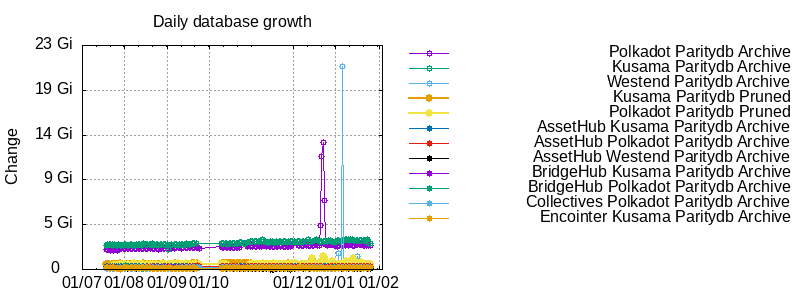 Daily database growth
23 Gi
19 Gi
14 Gi
9 Gi
5 Gi
0
Change
01/07 01/08 01/09 01/10 01/12 01/01 01/02
Polkadot Paritydb Archive
Kusama Paritydb Archive
Westend Paritydb Archive
Kusama Paritydb Pruned
Polkadot Paritydb Pruned
AssetHub Kusama Paritydb Archive
AssetHub Polkadot Paritydb Archive
AssetHub Westend Paritydb Archive
BridgeHub Kusama Paritydb Archive
BridgeHub Polkadot Paritydb Archive
Collectives Polkadot Paritydb Archive
Encointer Kusama Paritydb Archive